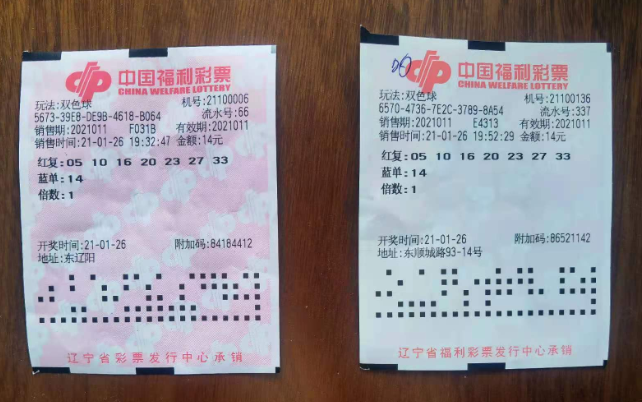 中国福利彩票
CHINA WELFARE LOTTERY
玩法:双色球 机号:21100006
5673-39E8-DE9B-4618-B064 流水号:66
销售期:2021011 F031B 有效期:2021011
销售时间:21-01-26 19:32:47 金额:14元
红复:05 10 16 20 23 27 33
蓝单:14
倍数:1
开奖时间:21-01-26 附加码:84184412
地址:东辽阳
辽宁省彩票发行中心承销
中国福利彩票
CHINA WELFARE LOTTERY
玩法:双色球 机号:21100136
6570-4736-7E2C-3789-8A54 流水号:337
销售期:2021011 E4313 有效期:2021011
销售时间:21-01-26 19:52:29 金额:14元
红复:05 10 16 20 23 27 33
蓝单:14
倍数:1
开奖时间:21-01-26 附加码:86521142
地址:东顺城路93-14号
辽宁省福利彩票发行中心承销